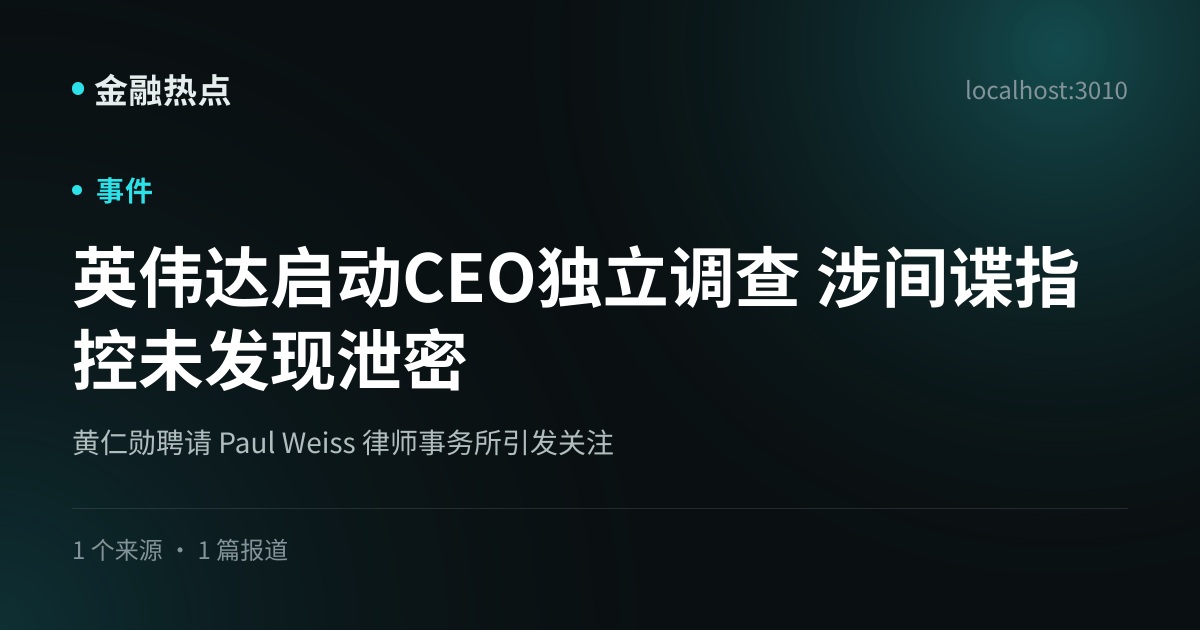 金融热点
localhost:3010
事件
英伟达启动CEO独立调查 涉间谍指
控未发现泄密
黄仁勋聘请 Paul Weiss 律师事务所引发关注
1 个来源 · 1 篇报道